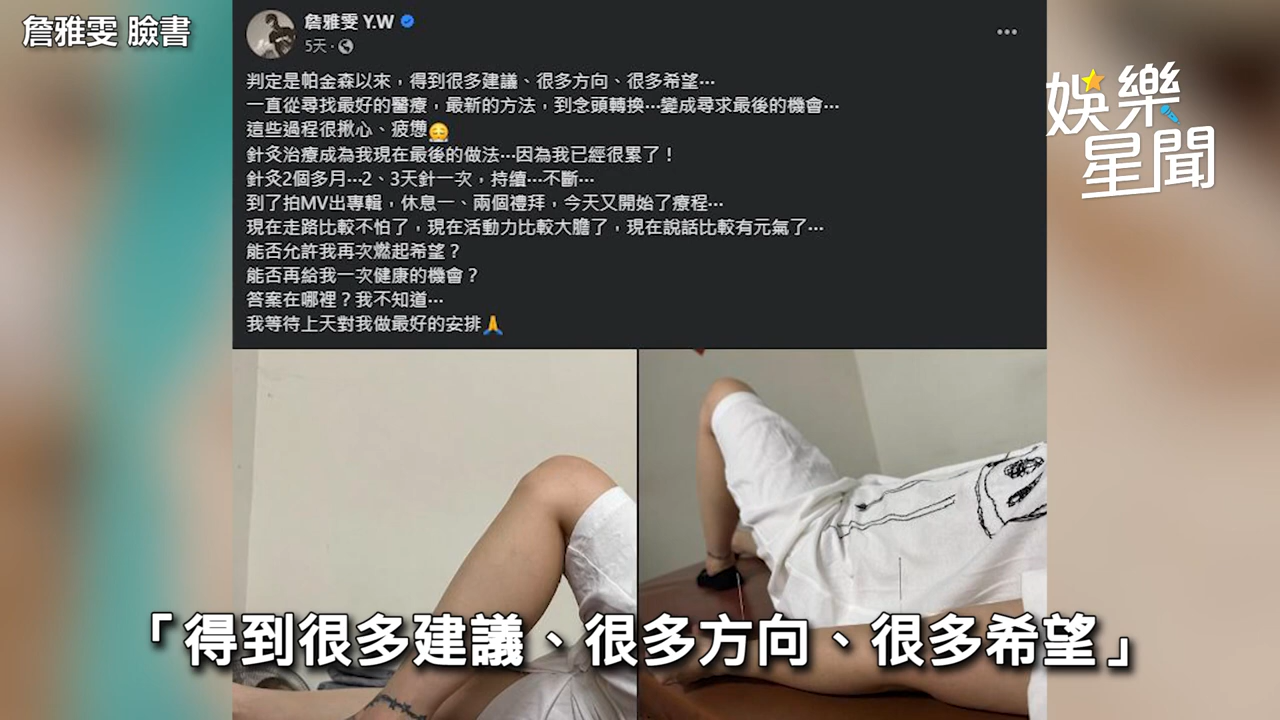 詹雅雯 臉書
詹雅雯 Y.W
5天
判定是帕金森以來，得到很多建議、很多方向、很多希望⋯
一直從尋找最好的醫療，最新的方法，到念頭轉換⋯變成尋求最後的機會⋯
這些過程很揪心、疲憊😮‍💨
針灸治療成為我現在最後的做法⋯因為我已經很累了！
針灸2個多月⋯2、3天針一次，持續⋯不斷⋯
到了拍MV出專輯，休息一、兩個禮拜，今天又開始了療程⋯
現在走路比較不怕了，現在活動力比較大膽了，現在說話比較有元氣了⋯
能否允許我再次燃起希望？
能否再給我一次健康的機會？
答案在哪裡？我不知道⋯
我等待上天對我做最好的安排🙏
娛樂
星聞
「得到很多建議、很多方向、很多希望」